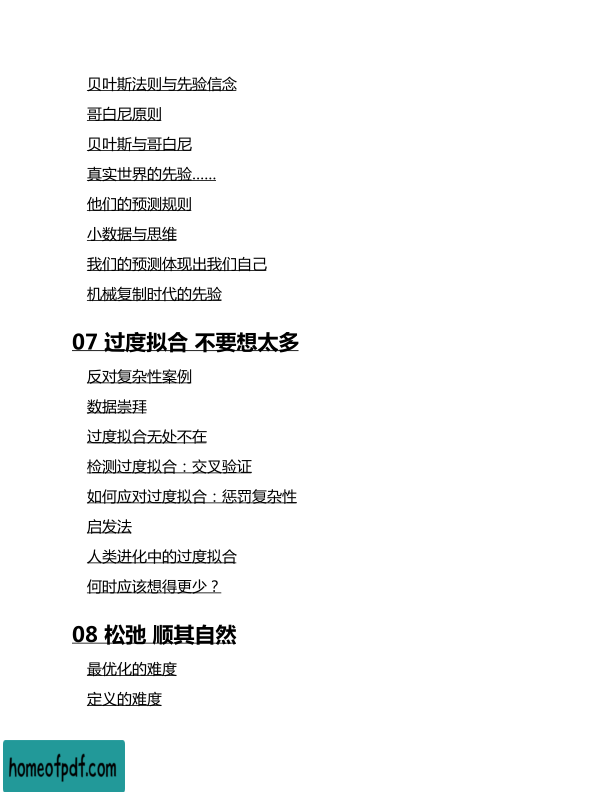 贝叶斯法则与先验信念
哥白尼原则
贝叶斯与哥白尼
真实世界的先验……
他们的预测规则
小数据与思维
我们的预测体现出我们自己
机械复制时代的先验
07 过度拟合 不要想太多
反对复杂性案例
数据崇拜
过度拟合无处不在
检测过度拟合：交叉验证
如何应对过度拟合：惩罚复杂性
启发法
人类进化中的过度拟合
何时应该想得更少？
08 松弛 顺其自然
最优化的难度
定义的难度
homeofpdf.com